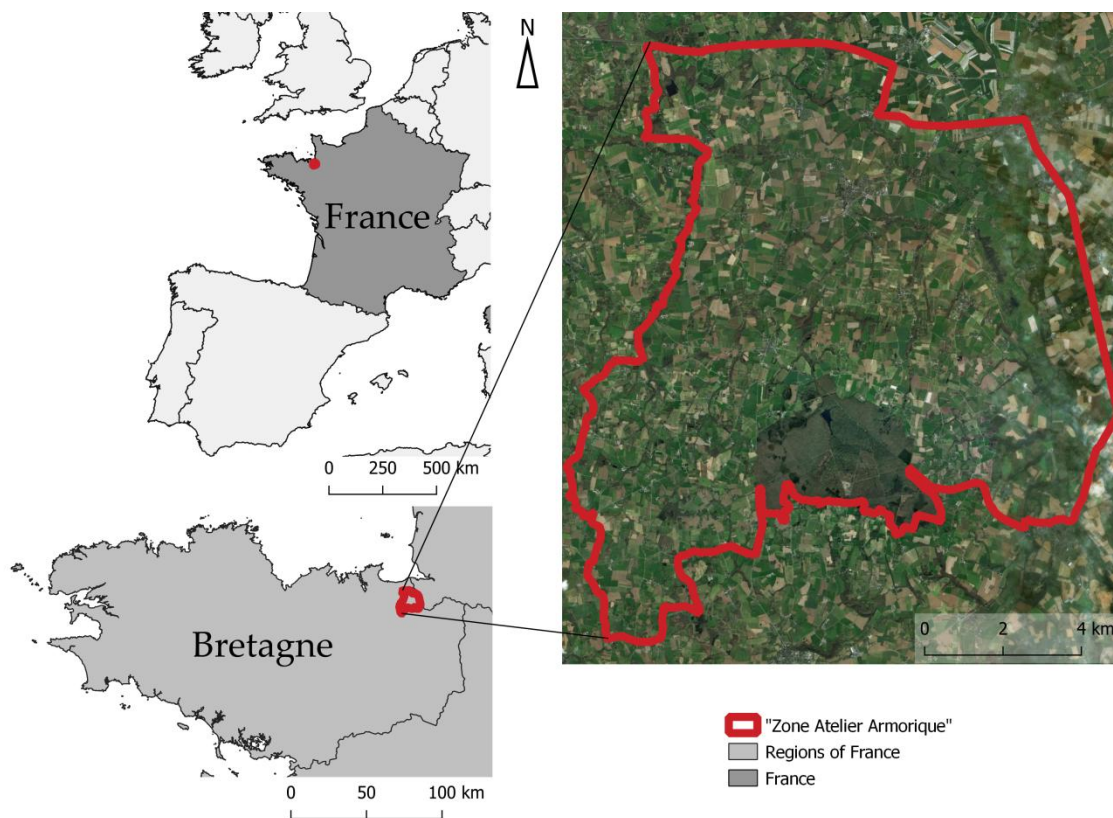 N
France
0 250 500 km
Bretagne
0 50 100 km
0 2 4 km
"Zone Atelier Armorique"
Regions of France
France